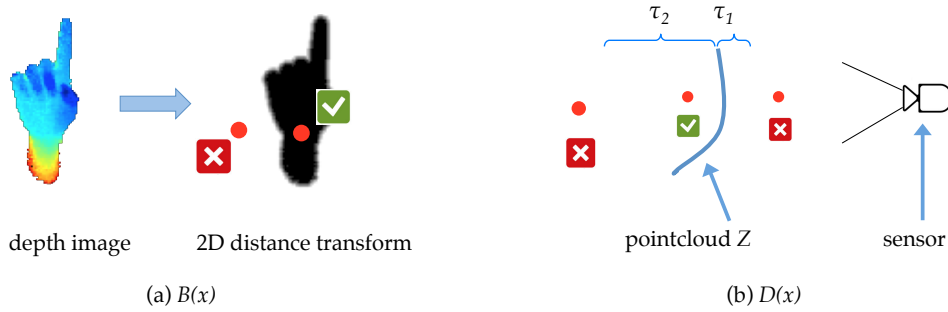 τ₂ τ₁
depth image 2D distance transform
pointcloud Z sensor
(a) B(x) (b) D(x)